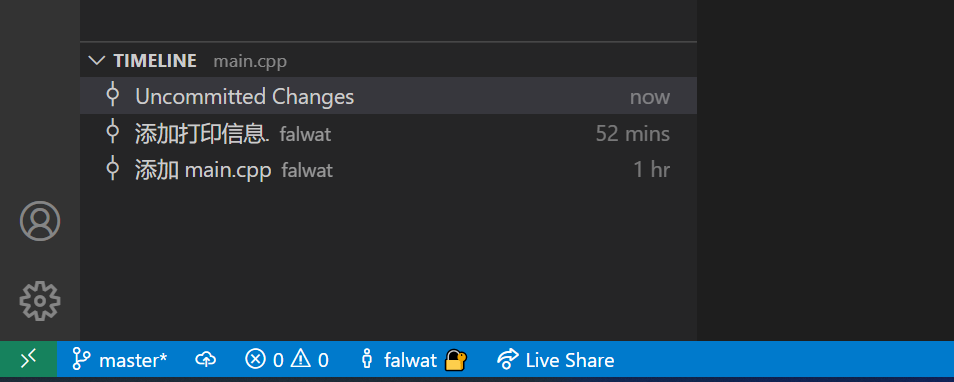 TIMELINE main.cpp
Uncommitted Changes now
添加打印信息. falwat 52 mins
添加 main.cpp falwat 1 hr
master* 0 0 falwat Live Share